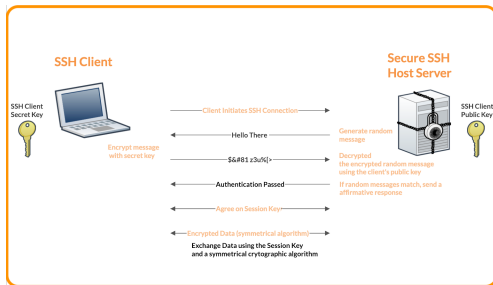 SSH Client
Secure SSH
Host Server
SSH Client
Secret Key
SSH Client
Public Key
Client Initiates SSH Connection
Hello There
Generate random
message
Encrypt message
with secret key
$&#81 z3u%[>
Decrypted
the encrypted random message
using the client's public key
Authentication Passed
If random messages match, send a
affirmative response
Agree on Session Key
Encrypted Data (symmetrical algorithm)
Exchange Data using the Session Key
and a symmetrical crytographic algorithm